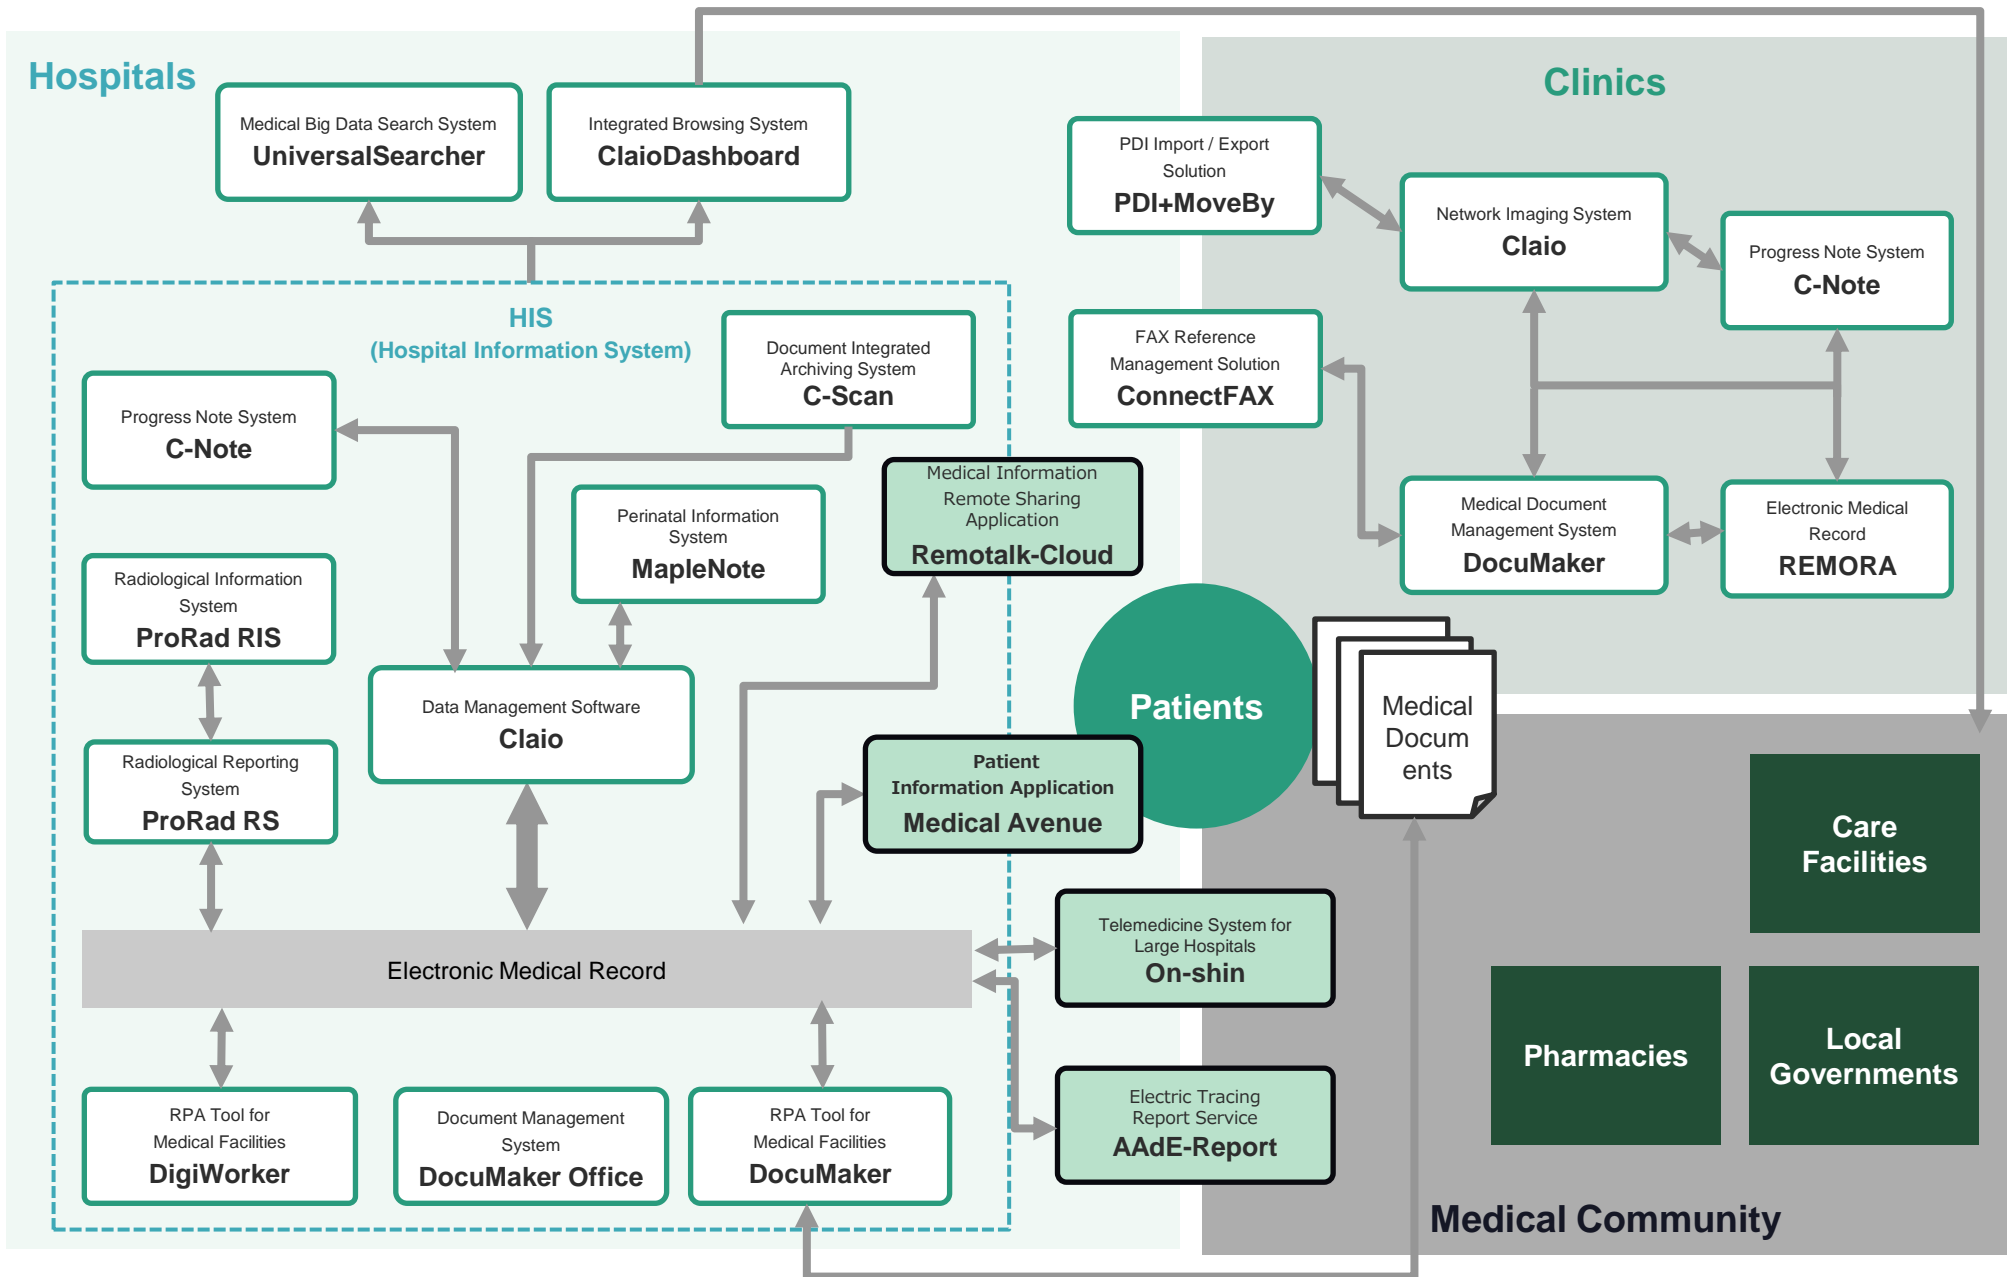 Hospitals
Medical Big Data Search System
UniversalSearcher
Integrated Browsing System
ClaioDashboard
HIS
(Hospital Information System)
Document Integrated
Archiving System
C-Scan
Progress Note System
C-Note
Perinatal Information
System
MapleNote
Medical Information
Remote Sharing
Application
Remotalk-Cloud
Radiological Information
System
ProRad RIS
Data Management Software
Claio
Radiological Reporting
System
ProRad RS
Patient
Information Application
Medical Avenue
Electronic Medical Record
Telemedicine System for
Large Hospitals
On-shin
Electric Tracing
Report Service
AAdE-Report
RPA Tool for
Medical Facilities
DigiWorker
Document Management
System
DocuMaker Office
RPA Tool for
Medical Facilities
DocuMaker
Clinics
PDI Import / Export
Solution
PDI+MoveBy
Network Imaging System
Claio
Progress Note System
C-Note
FAX Reference
Management Solution
ConnectFAX
Medical Document
Management System
DocuMaker
Electronic Medical
Record
REMORA
Patients
Medical
Docum
ents
Care
Facilities
Pharmacies
Local
Governments
Medical Community